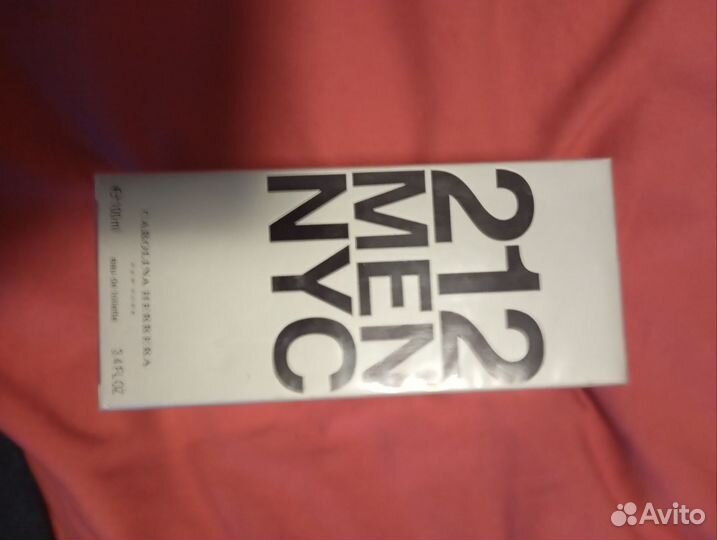 212
MEN
NYC
CAROLINA HERRERA
NEW YORK
℮ 100ml
eau de toilette
3.4 FL.OZ
Avito